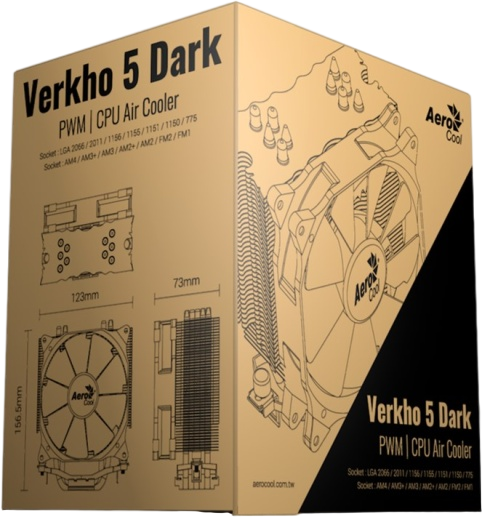 Verkho 5 Dark
PWM | CPU Air Cooler
Socket : LGA 2066 / 2011 / 1156 / 1155 / 1151 / 1150 / 775
Socket : AM4 / AM3+ / AM3 / AM2+ / AM2 / FM2 / FM1
123mm
73mm
156.5mm
Aero
Cool
Aero
Cool
Aero
Cool
Verkho 5 Dark
PWM | CPU Air Cooler
Socket : LGA 2066 / 2011 / 1156 / 1155 / 1151 / 1150 / 775
Socket : AM4 / AM3+ / AM3 / AM2+ / AM2 / FM2 / FM1
aerocool.com.tw